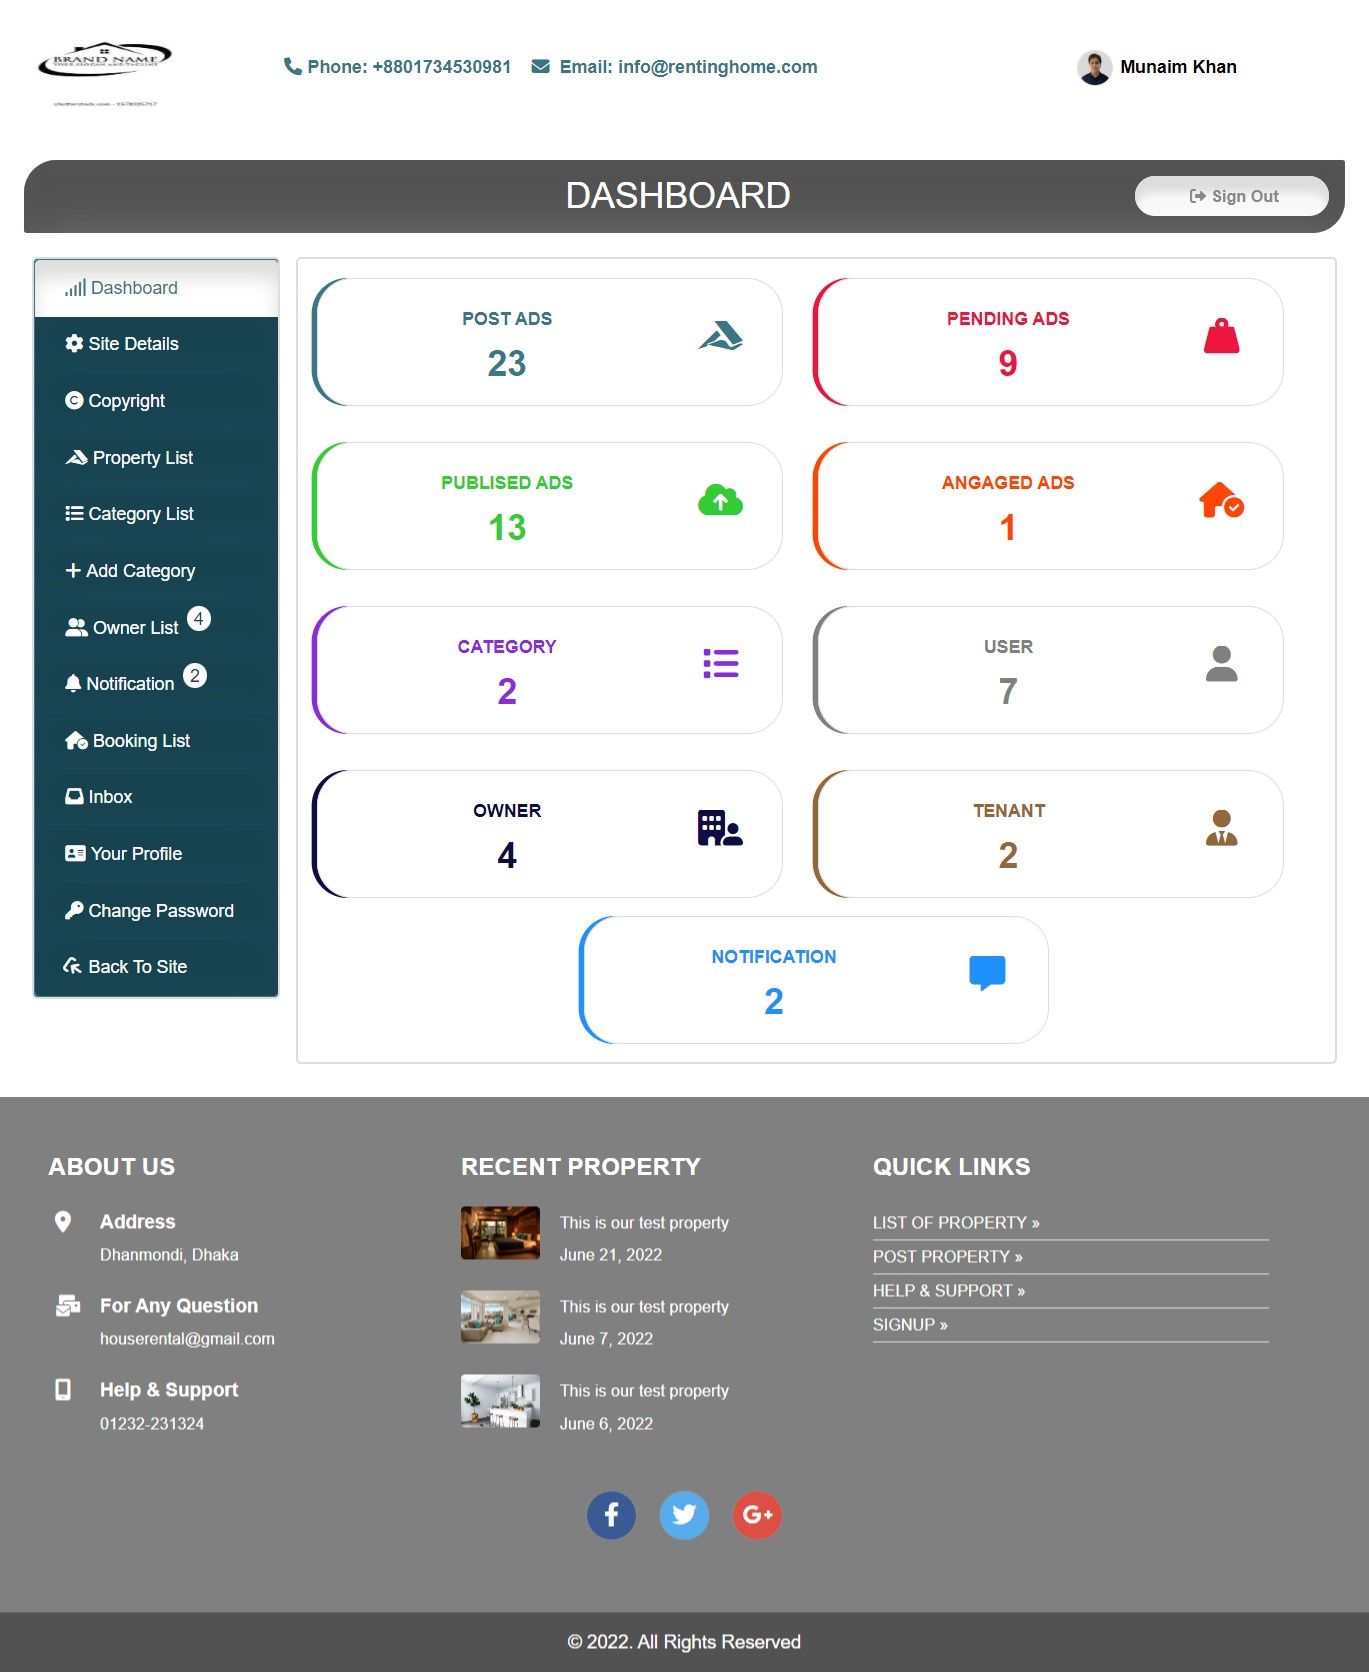 BRAND NAME
Phone: +8801734530981 Email: info@rentinghome.com
Munaim Khan
DASHBOARD
Sign Out
Dashboard
Site Details
Copyright
Property List
Category List
Add Category
Owner List 4
Notification 2
Booking List
Inbox
Your Profile
Change Password
Back To Site
POST ADS
23
PENDING ADS
9
PUBLISED ADS
13
ANGAGED ADS
1
CATEGORY
2
USER
7
OWNER
4
TENANT
2
NOTIFICATION
2
ABOUT US
Address
Dhanmondi, Dhaka
For Any Question
houserental@gmail.com
Help & Support
01232-231324
RECENT PROPERTY
This is our test property
June 21, 2022
This is our test property
June 7, 2022
This is our test property
June 6, 2022
QUICK LINKS
LIST OF PROPERTY »
POST PROPERTY »
HELP & SUPPORT »
SIGNUP »
© 2022. All Rights Reserved